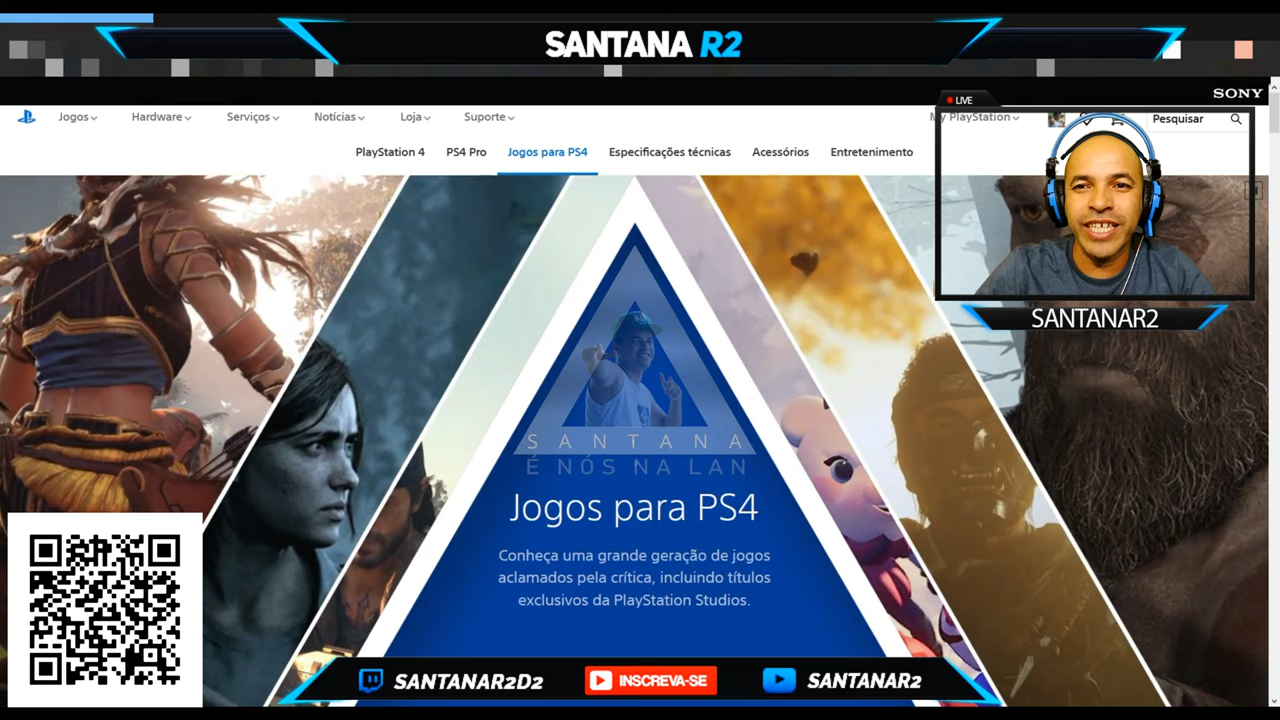 SANTANA R2
SONY
LIVE
Jogos
Hardware
Serviços
Notícias
Loja
Suporte
My PlayStation
Pesquisar
PlayStation 4
PS4 Pro
Jogos para PS4
Especificações técnicas
Acessórios
Entretenimento
SANTANAR2
SANTANA
É NÓS NA LAN
Jogos para PS4
Conheça uma grande geração de jogos
aclamados pela crítica, incluindo títulos
exclusivos da PlayStation Studios.
SANTANAR2D2
INSCREVA-SE
SANTANAR2